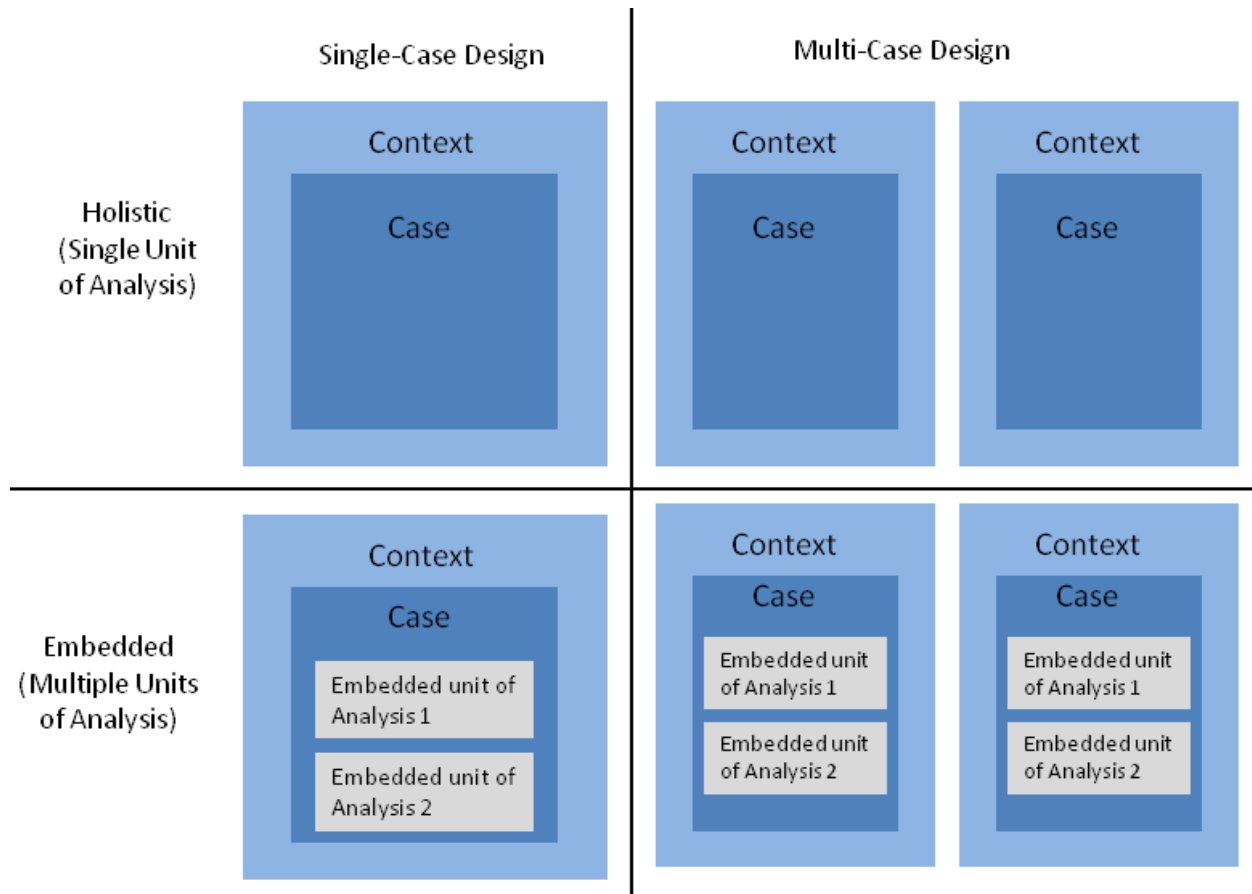 Single-Case Design
Multi-Case Design
Holistic
(Single Unit
of Analysis)
Context
Case
Context
Case
Context
Case
Embedded
(Multiple Units
of Analysis)
Context
Case
Embedded unit of
Analysis 1
Embedded unit of
Analysis 2
Context
Case
Embedded unit
of Analysis 1
Embedded unit
of Analysis 2
Context
Case
Embedded unit
of Analysis 1
Embedded unit
of Analysis 2